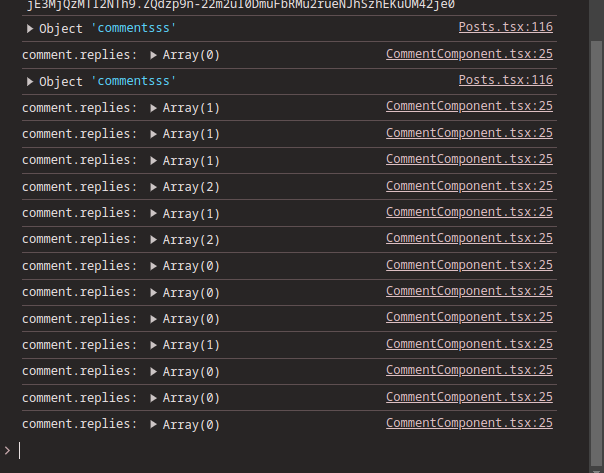 ▶ Object 'commentsss' Posts.tsx:116
comment.replies: ▶ Array(0) CommentComponent.tsx:25
▶ Object 'commentsss' Posts.tsx:116
comment.replies: ▶ Array(1) CommentComponent.tsx:25
comment.replies: ▶ Array(1) CommentComponent.tsx:25
comment.replies: ▶ Array(1) CommentComponent.tsx:25
comment.replies: ▶ Array(2) CommentComponent.tsx:25
comment.replies: ▶ Array(1) CommentComponent.tsx:25
comment.replies: ▶ Array(2) CommentComponent.tsx:25
comment.replies: ▶ Array(0) CommentComponent.tsx:25
comment.replies: ▶ Array(0) CommentComponent.tsx:25
comment.replies: ▶ Array(0) CommentComponent.tsx:25
comment.replies: ▶ Array(1) CommentComponent.tsx:25
comment.replies: ▶ Array(0) CommentComponent.tsx:25
comment.replies: ▶ Array(0) CommentComponent.tsx:25
comment.replies: ▶ Array(0) CommentComponent.tsx:25
>